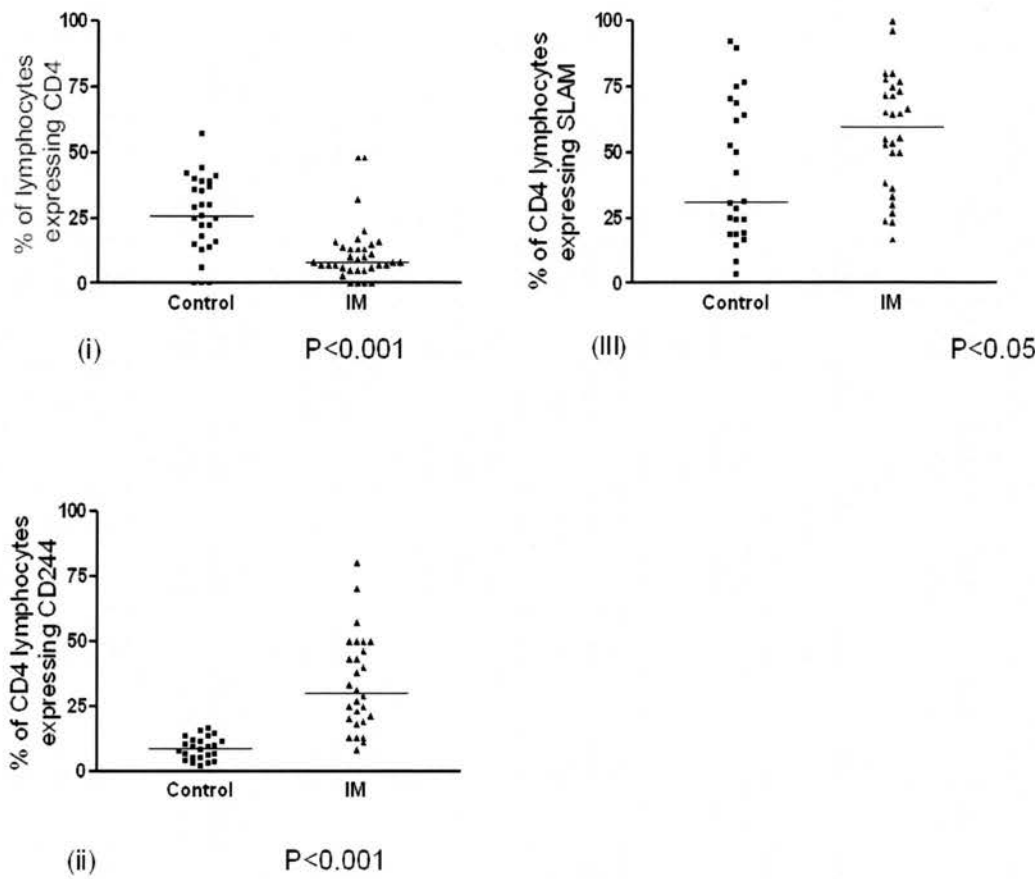 % of lymphocytes
expressing CD4
100
75
50
25
0
Control
IM
(i)
P<0.001
% of CD4 lymphocytes
expressing SLAM
100
75
50
25
0
Control
IM
(III)
P<0.05
% of CD4 lymphocytes
expressing CD244
100
75
50
25
0
Control
IM
(ii)
P<0.001